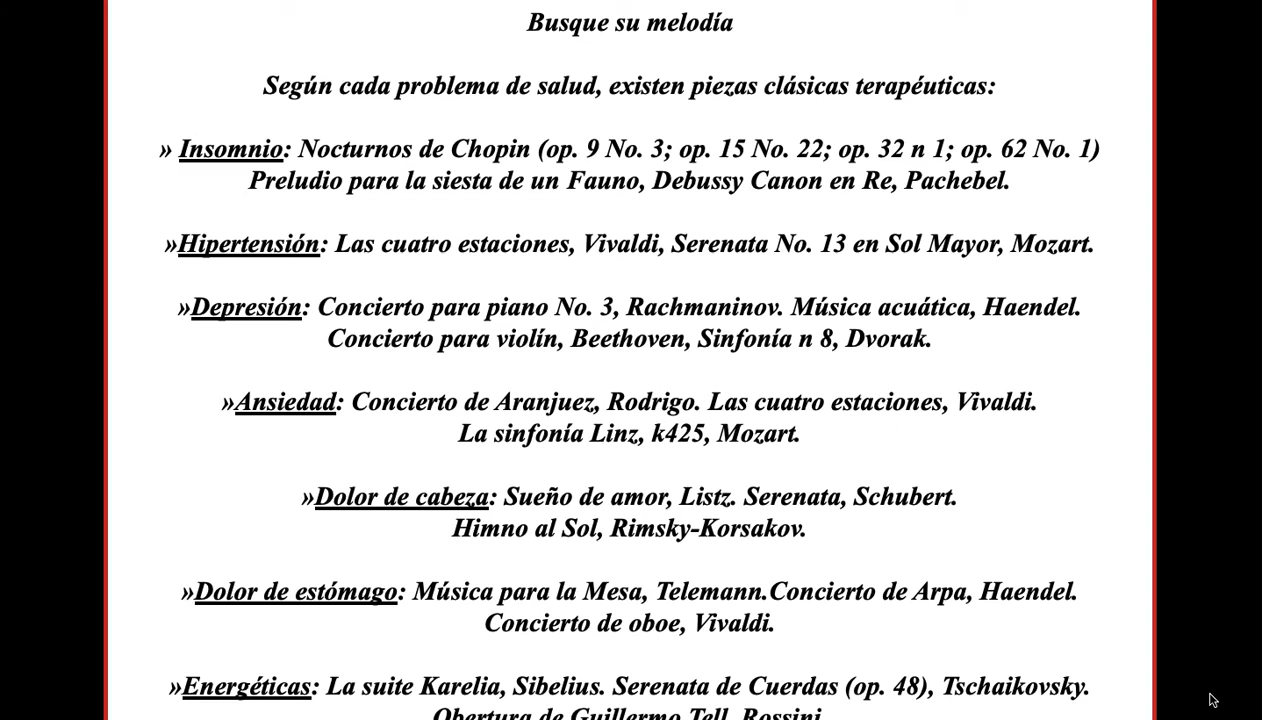 Busque su melodía
Según cada problema de salud, existen piezas clásicas terapéuticas:
» Insomnio: Nocturnos de Chopin (op. 9 No. 3; op. 15 No. 22; op. 32 n 1; op. 62 No. 1)
Preludio para la siesta de un Fauno, Debussy Canon en Re, Pachebel.
»Hipertensión: Las cuatro estaciones, Vivaldi, Serenata No. 13 en Sol Mayor, Mozart.
»Depresión: Concierto para piano No. 3, Rachmaninov. Música acuática, Haendel.
Concierto para violín, Beethoven, Sinfonía n 8, Dvorak.
»Ansiedad: Concierto de Aranjuez, Rodrigo. Las cuatro estaciones, Vivaldi.
La sinfonía Linz, k425, Mozart.
»Dolor de cabeza: Sueño de amor, Listz. Serenata, Schubert.
Himno al Sol, Rimsky-Korsakov.
»Dolor de estómago: Música para la Mesa, Telemann.Concierto de Arpa, Haendel.
Concierto de oboe, Vivaldi.
»Energéticas: La suite Karelia, Sibelius. Serenata de Cuerdas (op. 48), Tschaikovsky.
Obertura de Guillermo Tell, Rossini.